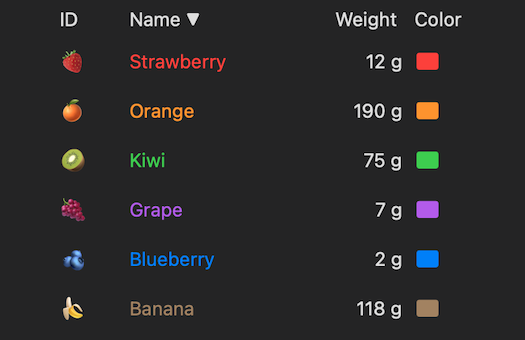 ID Name ▼ Weight Color
Strawberry 12 g
Orange 190 g
Kiwi 75 g
Grape 7 g
Blueberry 2 g
Banana 118 g